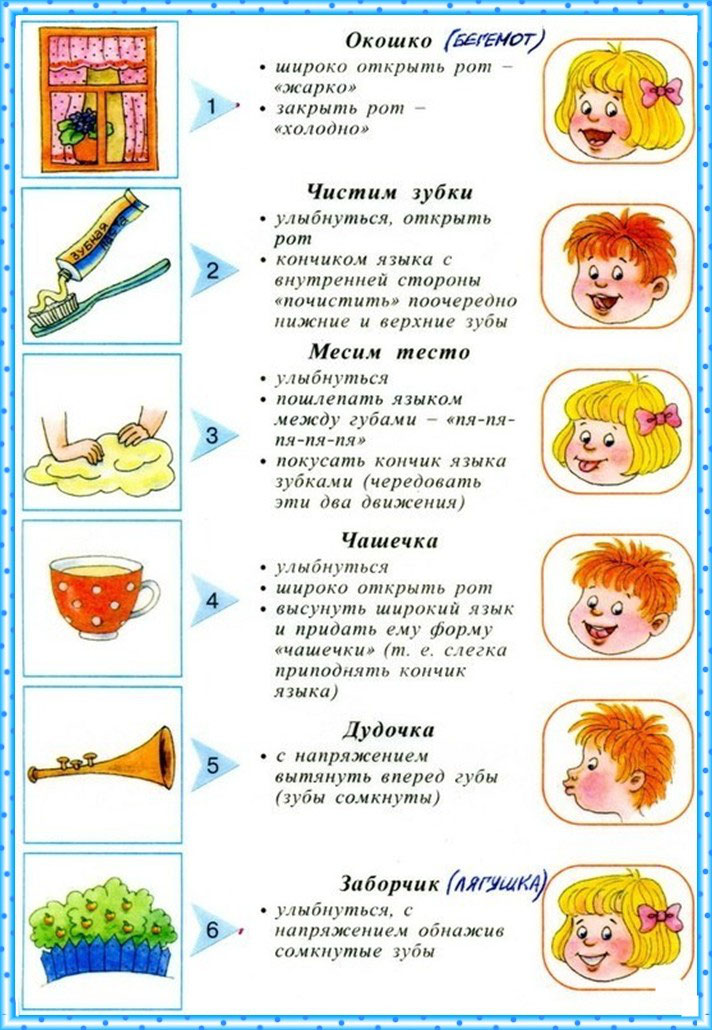 Окошко (БЕГЕМОТ)
• широко открыть рот –
«жарко»
• закрыть рот –
«холодно»
1
Чистим зубки
• улыбнуться, открыть
рот
• кончиком языка с
внутренней стороны
«почистить» поочередно
нижние и верхние зубы
ЗУБНАЯ
ПАСТА
2
Месим тесто
• улыбнуться
• пошлепать языком
между губами – «пя-пя-
пя-пя-пя»
• покусать кончик языка
зубками (чередовать
эти два движения)
3
Чашечка
• улыбнуться
• широко открыть рот
• высунуть широкий язык
и придать ему форму
«чашечки» (т. е. слегка
приподнять кончик
языка)
4
Дудочка
• с напряжением
вытянуть вперед губы
(зубы сомкнуты)
5
Заборчик (ЛЯГУШКА)
• улыбнуться, с
напряжением обнажив
сомкнутые зубы
6